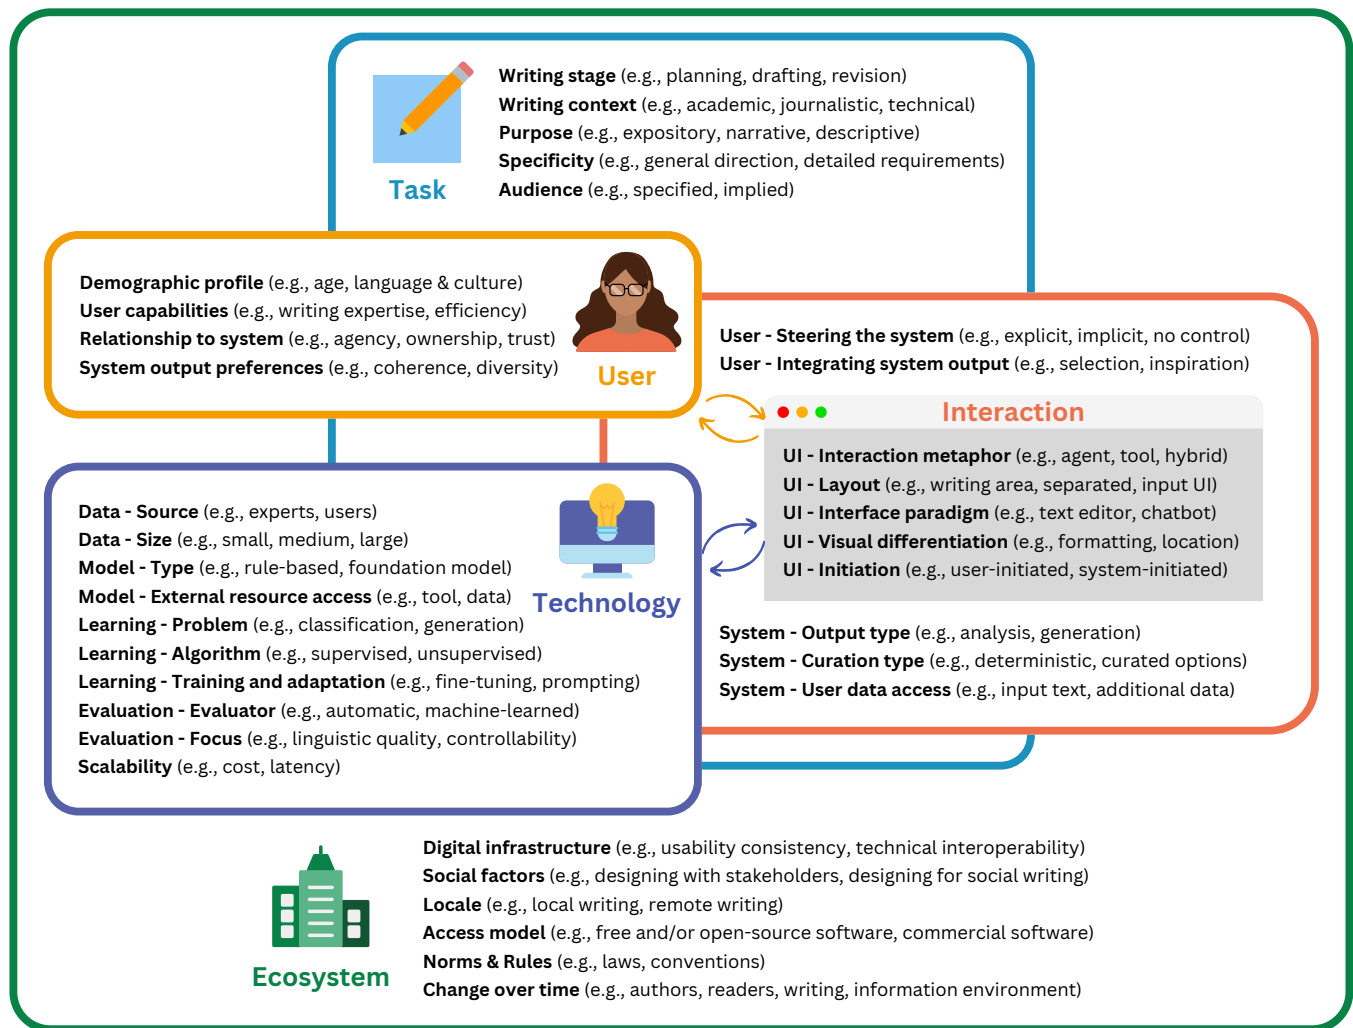 Writing stage (e.g., planning, drafting, revision)
Writing context (e.g., academic, journalistic, technical)
Purpose (e.g., expository, narrative, descriptive)
Specificity (e.g., general direction, detailed requirements)
Audience (e.g., specified, implied)
Task
Demographic profile (e.g., age, language & culture)
User capabilities (e.g., writing expertise, efficiency)
Relationship to system (e.g., agency, ownership, trust)
System output preferences (e.g., coherence, diversity)
User
User - Steering the system (e.g., explicit, implicit, no control)
User - Integrating system output (e.g., selection, inspiration)
Interaction
UI - Interaction metaphor (e.g., agent, tool, hybrid)
UI - Layout (e.g., writing area, separated, input UI)
UI - Interface paradigm (e.g., text editor, chatbot)
UI - Visual differentiation (e.g., formatting, location)
UI - Initiation (e.g., user-initiated, system-initiated)
System - Output type (e.g., analysis, generation)
System - Curation type (e.g., deterministic, curated options)
System - User data access (e.g., input text, additional data)
Data - Source (e.g., experts, users)
Data - Size (e.g., small, medium, large)
Model - Type (e.g., rule-based, foundation model)
Model - External resource access (e.g., tool, data)
Learning - Problem (e.g., classification, generation)
Learning - Algorithm (e.g., supervised, unsupervised)
Learning - Training and adaptation (e.g., fine-tuning, prompting)
Evaluation - Evaluator (e.g., automatic, machine-learned)
Evaluation - Focus (e.g., linguistic quality, controllability)
Scalability (e.g., cost, latency)
Technology
Digital infrastructure (e.g., usability consistency, technical interoperability)
Social factors (e.g., designing with stakeholders, designing for social writing)
Locale (e.g., local writing, remote writing)
Access model (e.g., free and/or open-source software, commercial software)
Norms & Rules (e.g., laws, conventions)
Change over time (e.g., authors, readers, writing, information environment)
Ecosystem